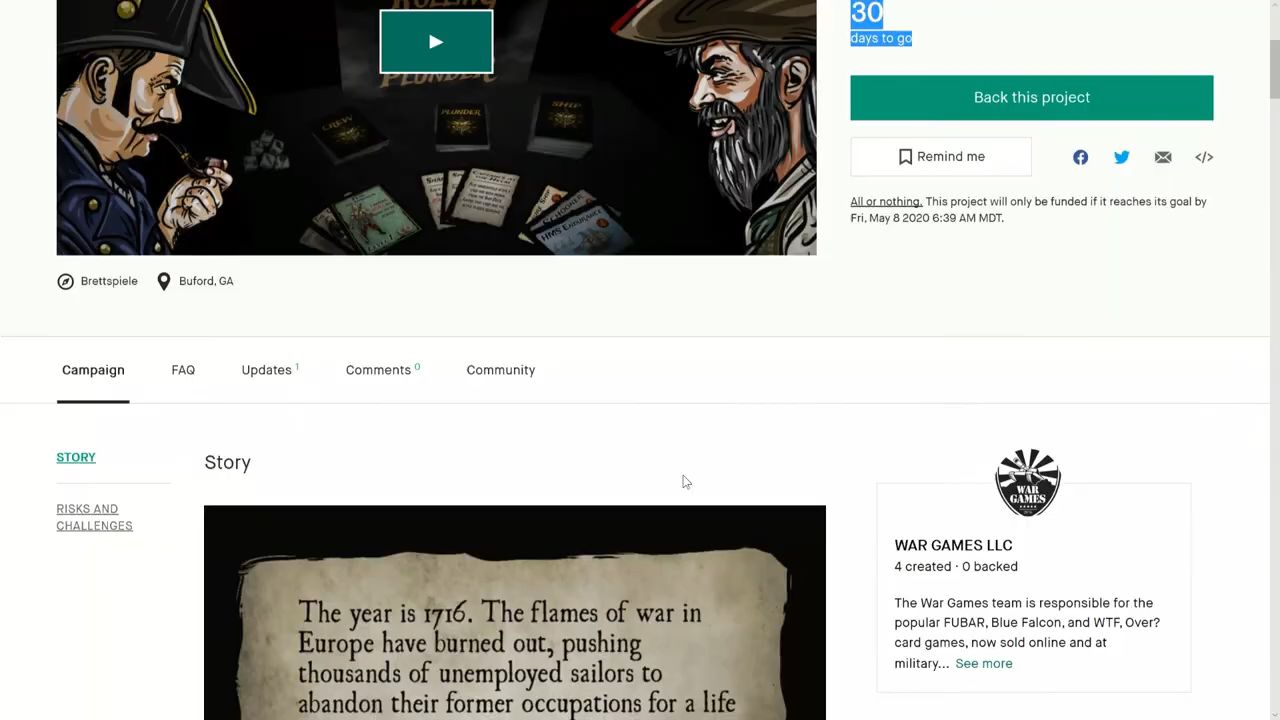 ROLLING
PLUNDER
CREW
PLUNDER
SHIP
HMS ENDURANCE
30
days to go
Back this project
Remind me
All or nothing. This project will only be funded if it reaches its goal by
Fri, May 8 2020 6:39 AM MDT.
Brettspiele
Buford, GA
Campaign
FAQ
Updates 1
Comments 0
Community
STORY
RISKS AND
CHALLENGES
Story
The year is 1716. The flames of war in
Europe have burned out, pushing
thousands of unemployed sailors to
abandon their former occupations for a life
WAR
GAMES
WAR GAMES LLC
4 created · 0 backed
The War Games team is responsible for the
popular FUBAR, Blue Falcon, and WTF, Over?
card games, now sold online and at
military... See more